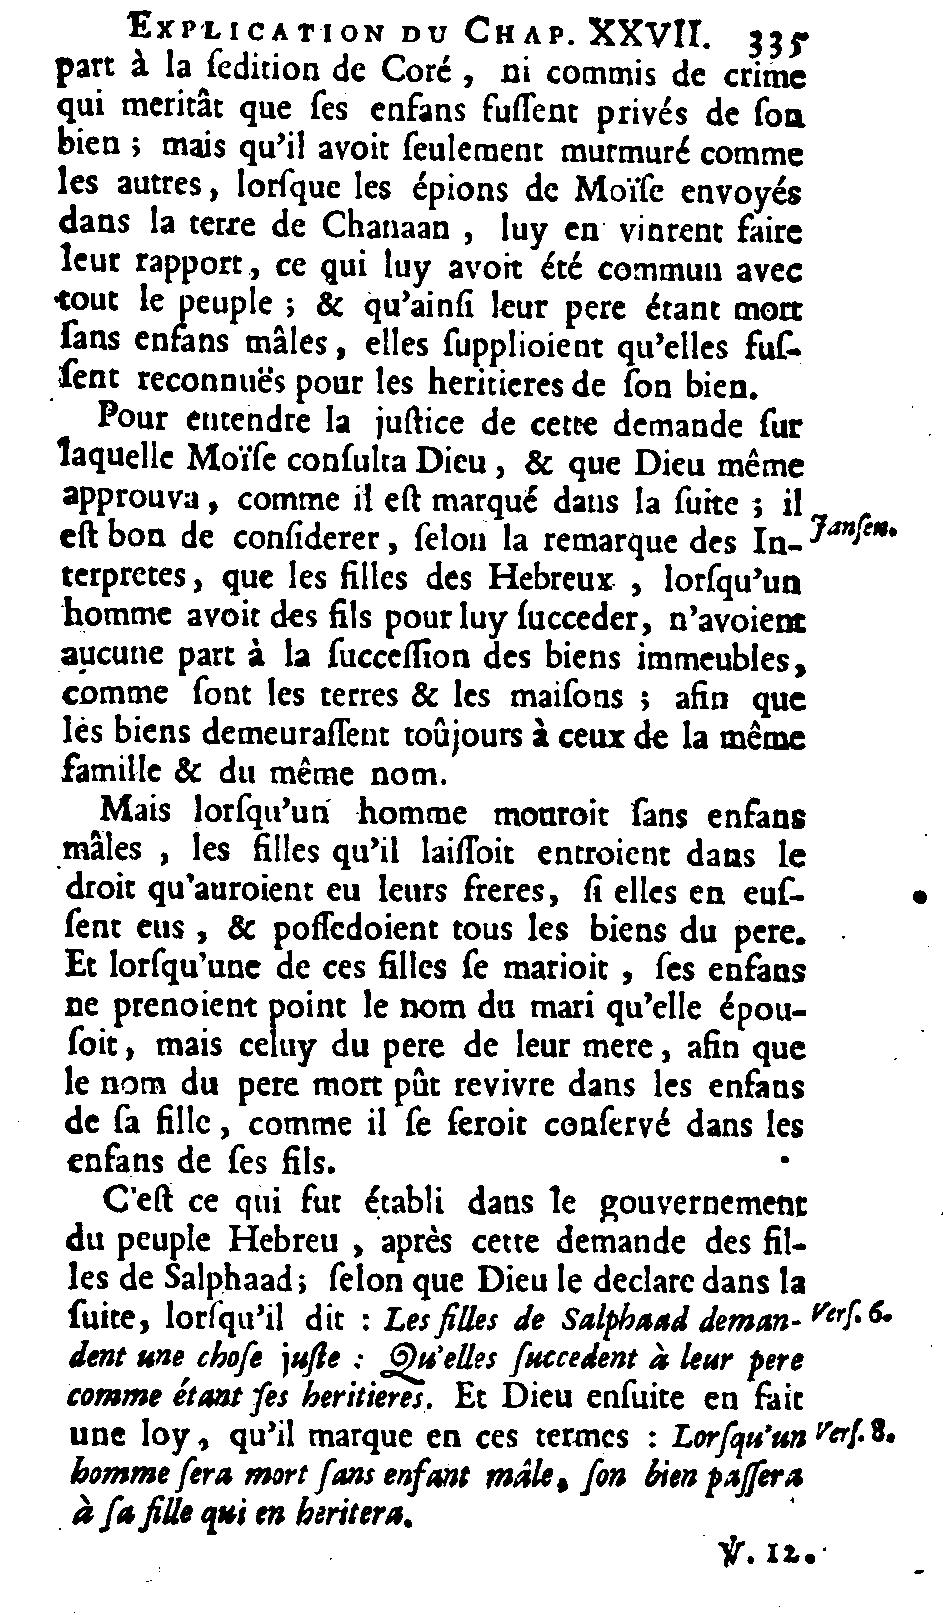 EXPLICATION DU CHAP. XXVII. 335
part à la ſedition de Coré, ni commis de crime
qui meritât que ſes enfans fuſſent privés de ſon
bien ; mais qu'il avoit ſeulement murmuré comme
les autres, lorſque les épions de Moïſe envoyés
dans la terre de Chanaan, luy en vinrent faire
leur rapport, ce qui luy avoit été commun avec
tout le peuple ; & qu'ainſi leur pere étant mort
ſans enfans mâles, elles ſupplioient qu'elles fuſ-
ſent reconnuës pour les heritieres de ſon bien.
Pour entendre la juſtice de cette demande ſur
laquelle Moïſe conſulta Dieu, & que Dieu même
approuva, comme il eſt marqué dans la ſuite ; il
eſt bon de conſiderer, ſelon la remarque des In- Janſen.
terpretes, que les filles des Hebreux, lorſqu'un
homme avoit des fils pour luy ſucceder, n'avoient
aucune part à la ſucceſſion des biens immeubles,
comme ſont les terres & les maiſons ; afin que
les biens demeuraſſent toûjours à ceux de la même
famille & du même nom.
Mais lorſqu'un homme mouroit ſans enfans
mâles, les filles qu'il laiſſoit entroient dans le
droit qu'auroient eu leurs freres, ſi elles en euſ-
ſent eus, & poſſedoient tous les biens du pere.
Et lorſqu'une de ces filles ſe marioit, ſes enfans
ne prenoient point le nom du mari qu'elle épou-
ſoit, mais celuy du pere de leur mere, afin que
le nom du pere mort pût revivre dans les enfans
de ſa fille, comme il ſe ſeroit conſervé dans les
enfans de ſes fils.
C'eſt ce qui fut établi dans le gouvernement
du peuple Hebreu, après cette demande des fil-
les de Salphaad; ſelon que Dieu le declare dans la
ſuite, lorſqu'il dit : Les filles de Salphaad deman- Verſ. 6.
dent une choſe juſte : Qu'elles ſuccedent à leur pere
comme étant ſes heritieres. Et Dieu enſuite en fait
une loy, qu'il marque en ces termes : Lorſqu'un Verſ. 8.
homme ſera mort ſans enfant mâle, ſon bien paſſera
à ſa fille qui en heritera.
℣. 12.